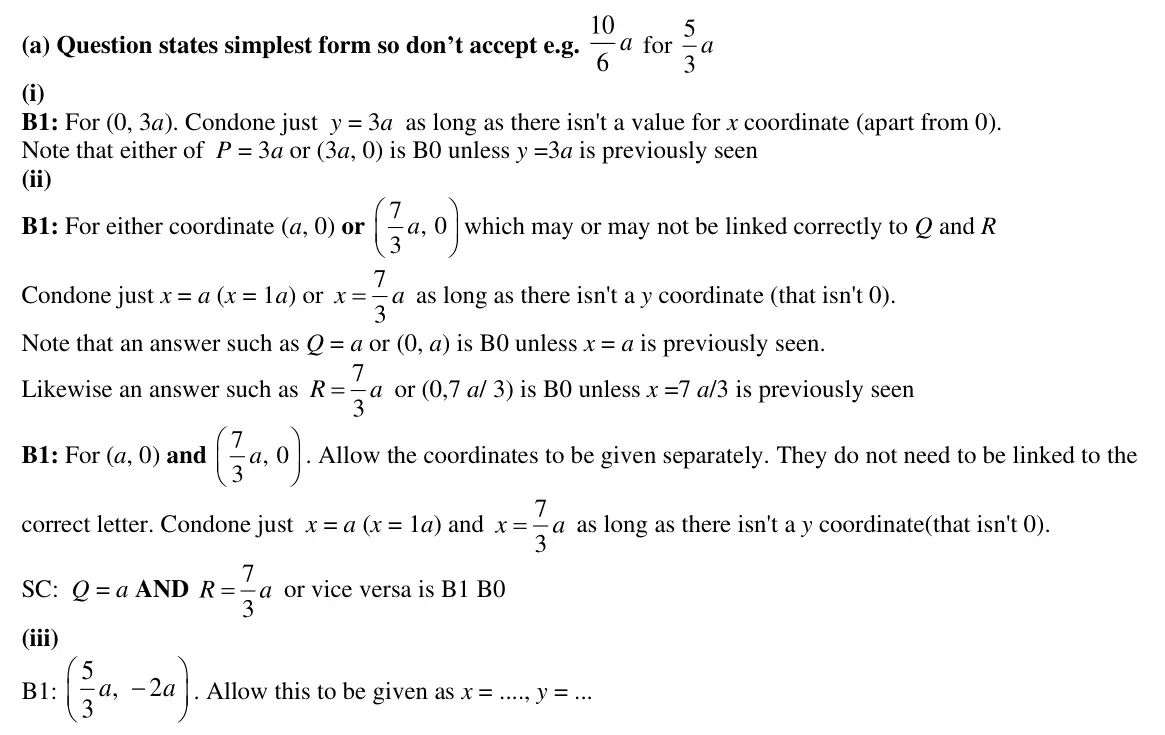 (a) Question states simplest form so don't accept e.g. 10/6 a for 5/3 a
(i)
B1: For (0, 3a). Condone just y = 3a as long as there isn't a value for x coordinate (apart from 0).
Note that either of P = 3a or (3a, 0) is B0 unless y =3a is previously seen
(ii)
B1: For either coordinate (a, 0) or (7/3 a, 0) which may or may not be linked correctly to Q and R
Condone just x = a (x = 1a) or x = 7/3 a as long as there isn't a y coordinate (that isn't 0).
Note that an answer such as Q = a or (0, a) is B0 unless x = a is previously seen.
Likewise an answer such as R = 7/3 a or (0,7 a/ 3) is B0 unless x =7 a/3 is previously seen
B1: For (a, 0) and (7/3 a, 0). Allow the coordinates to be given separately. They do not need to be linked to the
correct letter. Condone just x = a (x = 1a) and x = 7/3 a as long as there isn't a y coordinate(that isn't 0).
SC: Q = a AND R = 7/3 a or vice versa is B1 B0
(iii)
B1: (5/3 a, −2a). Allow this to be given as x = ...., y = ...